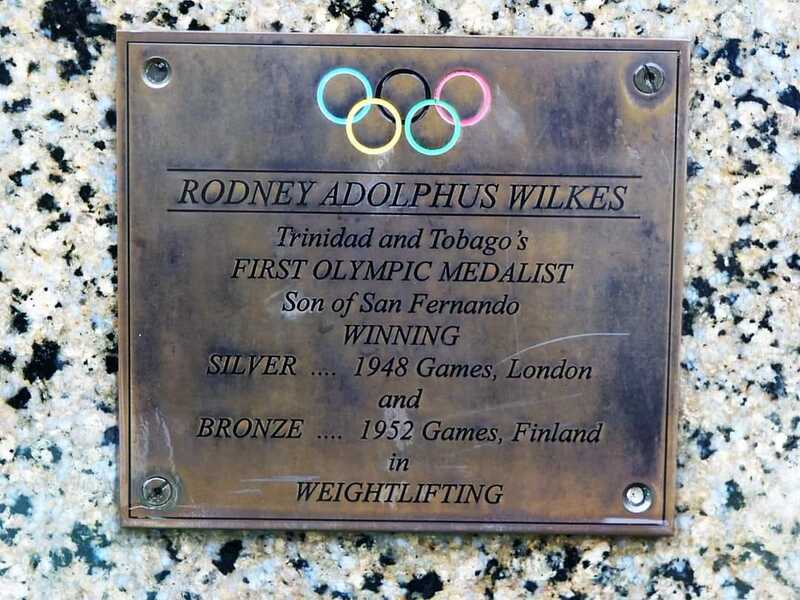 RODNEY ADOLPHUS WILKES
Trinidad and Tobago's
FIRST OLYMPIC MEDALIST
Son of San Fernando
WINNING
SILVER .... 1948 Games, London
and
BRONZE .... 1952 Games, Finland
in
WEIGHTLIFTING